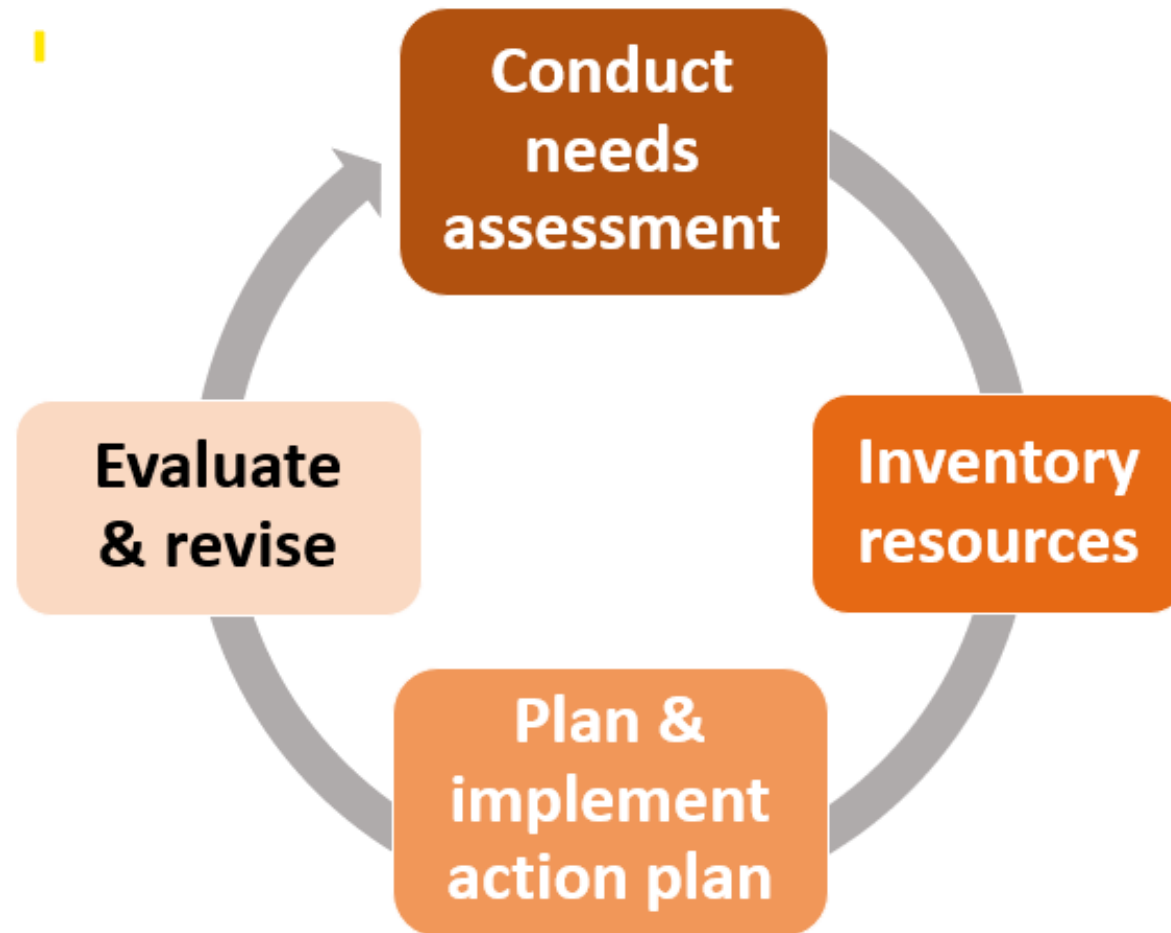 Conduct
needs
assessment
Inventory
resources
Plan &
implement
action plan
Evaluate
& revise